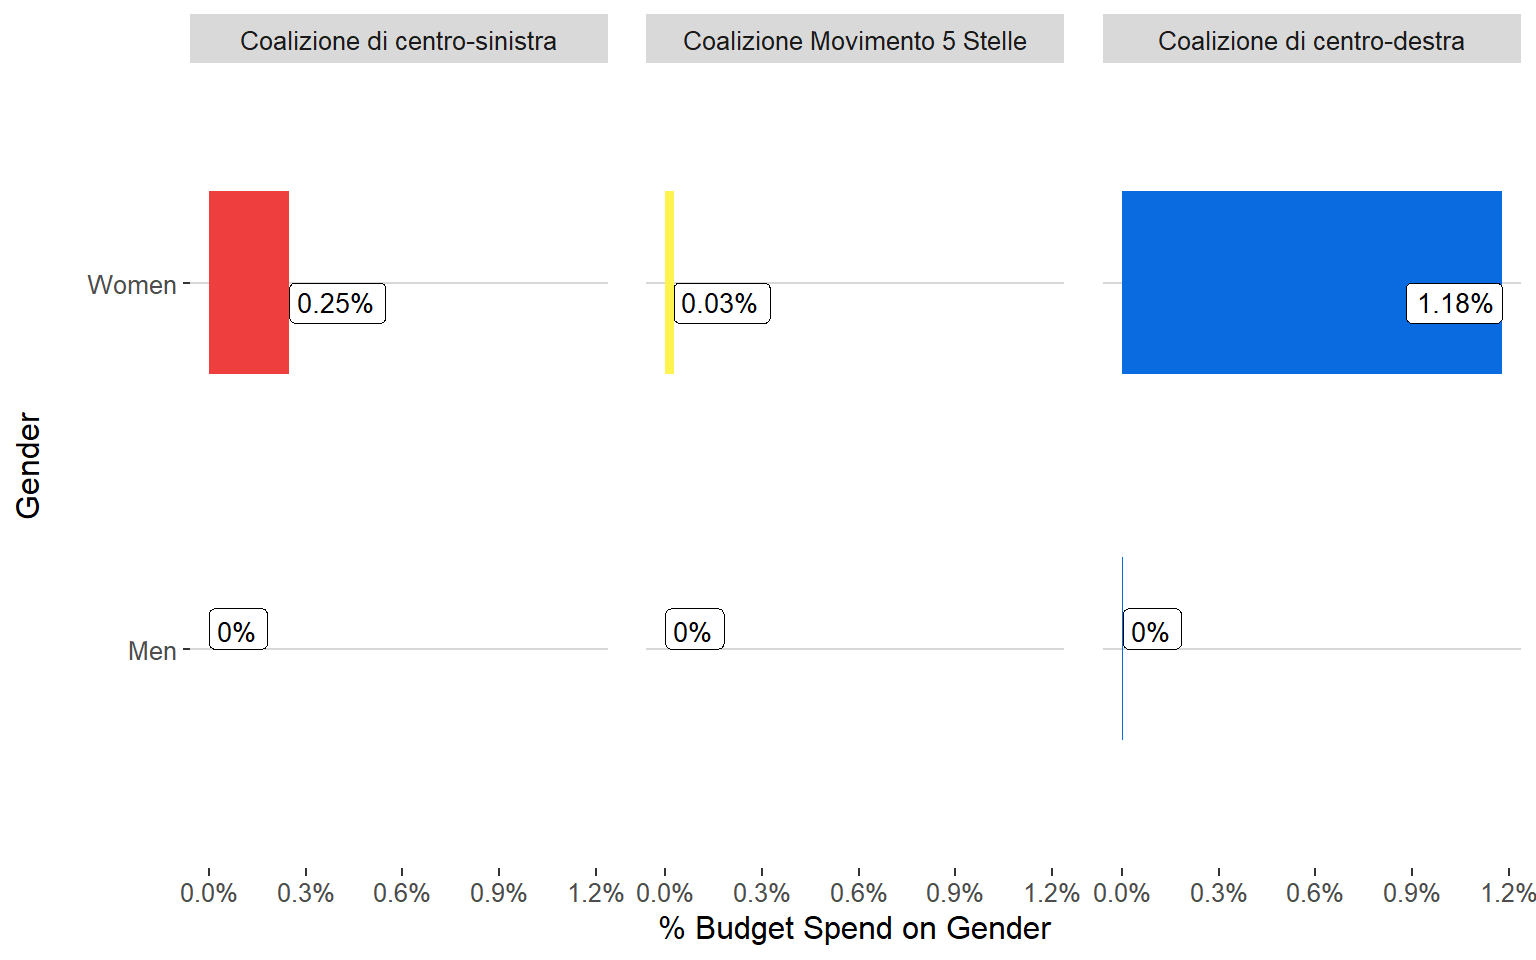 Coalizione di centro-sinistra
Coalizione Movimento 5 Stelle
Coalizione di centro-destra
Gender
Women
0.25%
0.03%
1.18%
Men
0%
0%
0%
0.0% 0.3% 0.6% 0.9% 1.2%
0.0% 0.3% 0.6% 0.9% 1.2%
0.0% 0.3% 0.6% 0.9% 1.2%
% Budget Spend on Gender